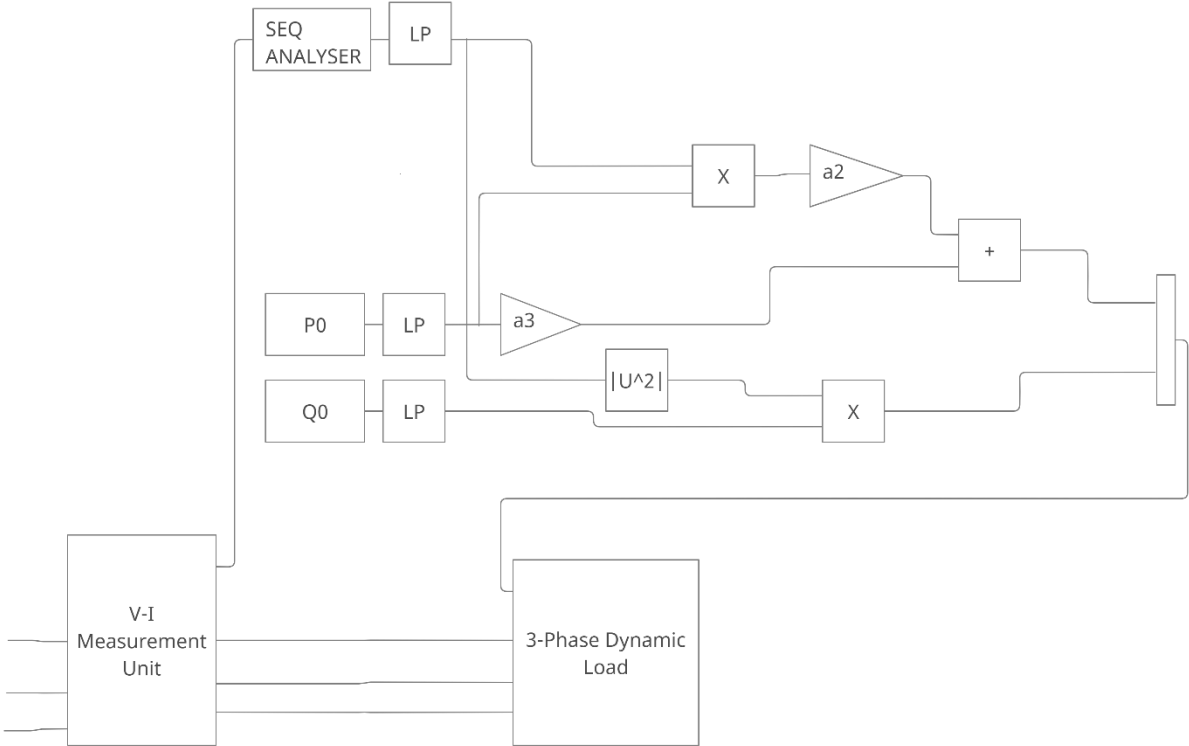 SEQ
ANALYSER
LP
X
a2
+
P0
LP
a3
|U^2|
Q0
LP
X
V-I
Measurement
Unit
3-Phase Dynamic
Load